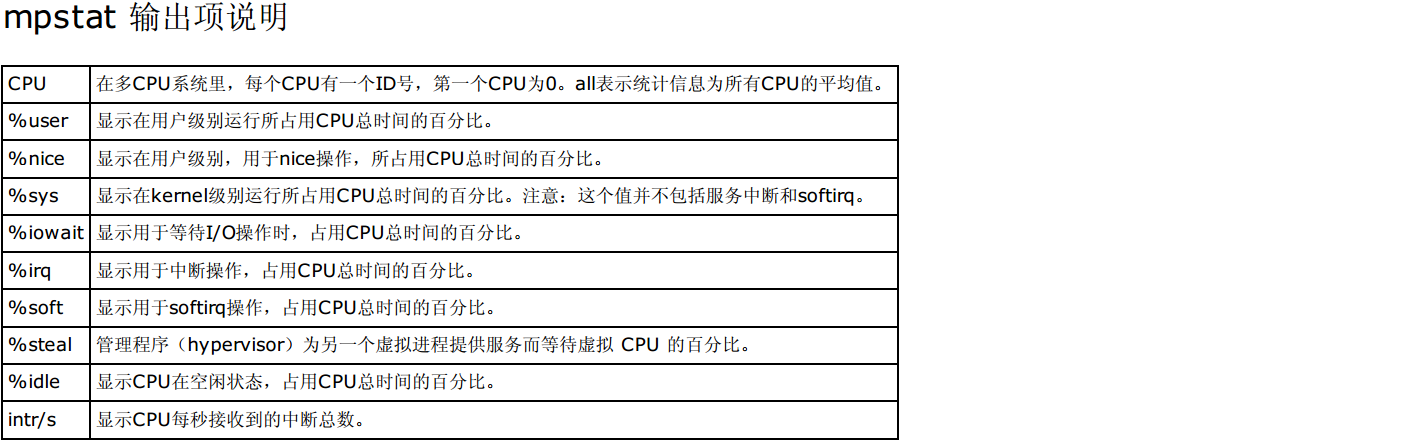 mpstat 输出项说明
CPU 在多CPU系统里，每个CPU有一个ID号，第一个CPU为0。all表示统计信息为所有CPU的平均值。
%user 显示在用户级别运行所占用CPU总时间的百分比。
%nice 显示在用户级别，用于nice操作，所占用CPU总时间的百分比。
%sys 显示在kernel级别运行所占用CPU总时间的百分比。注意：这个值并不包括服务中断和softirq。
%iowait 显示用于等待I/O操作时，占用CPU总时间的百分比。
%irq 显示用于中断操作，占用CPU总时间的百分比。
%soft 显示用于softirq操作，占用CPU总时间的百分比。
%steal 管理程序（hypervisor）为另一个虚拟进程提供服务而等待虚拟 CPU 的百分比。
%idle 显示CPU在空闲状态，占用CPU总时间的百分比。
intr/s 显示CPU每秒接收到的中断总数。